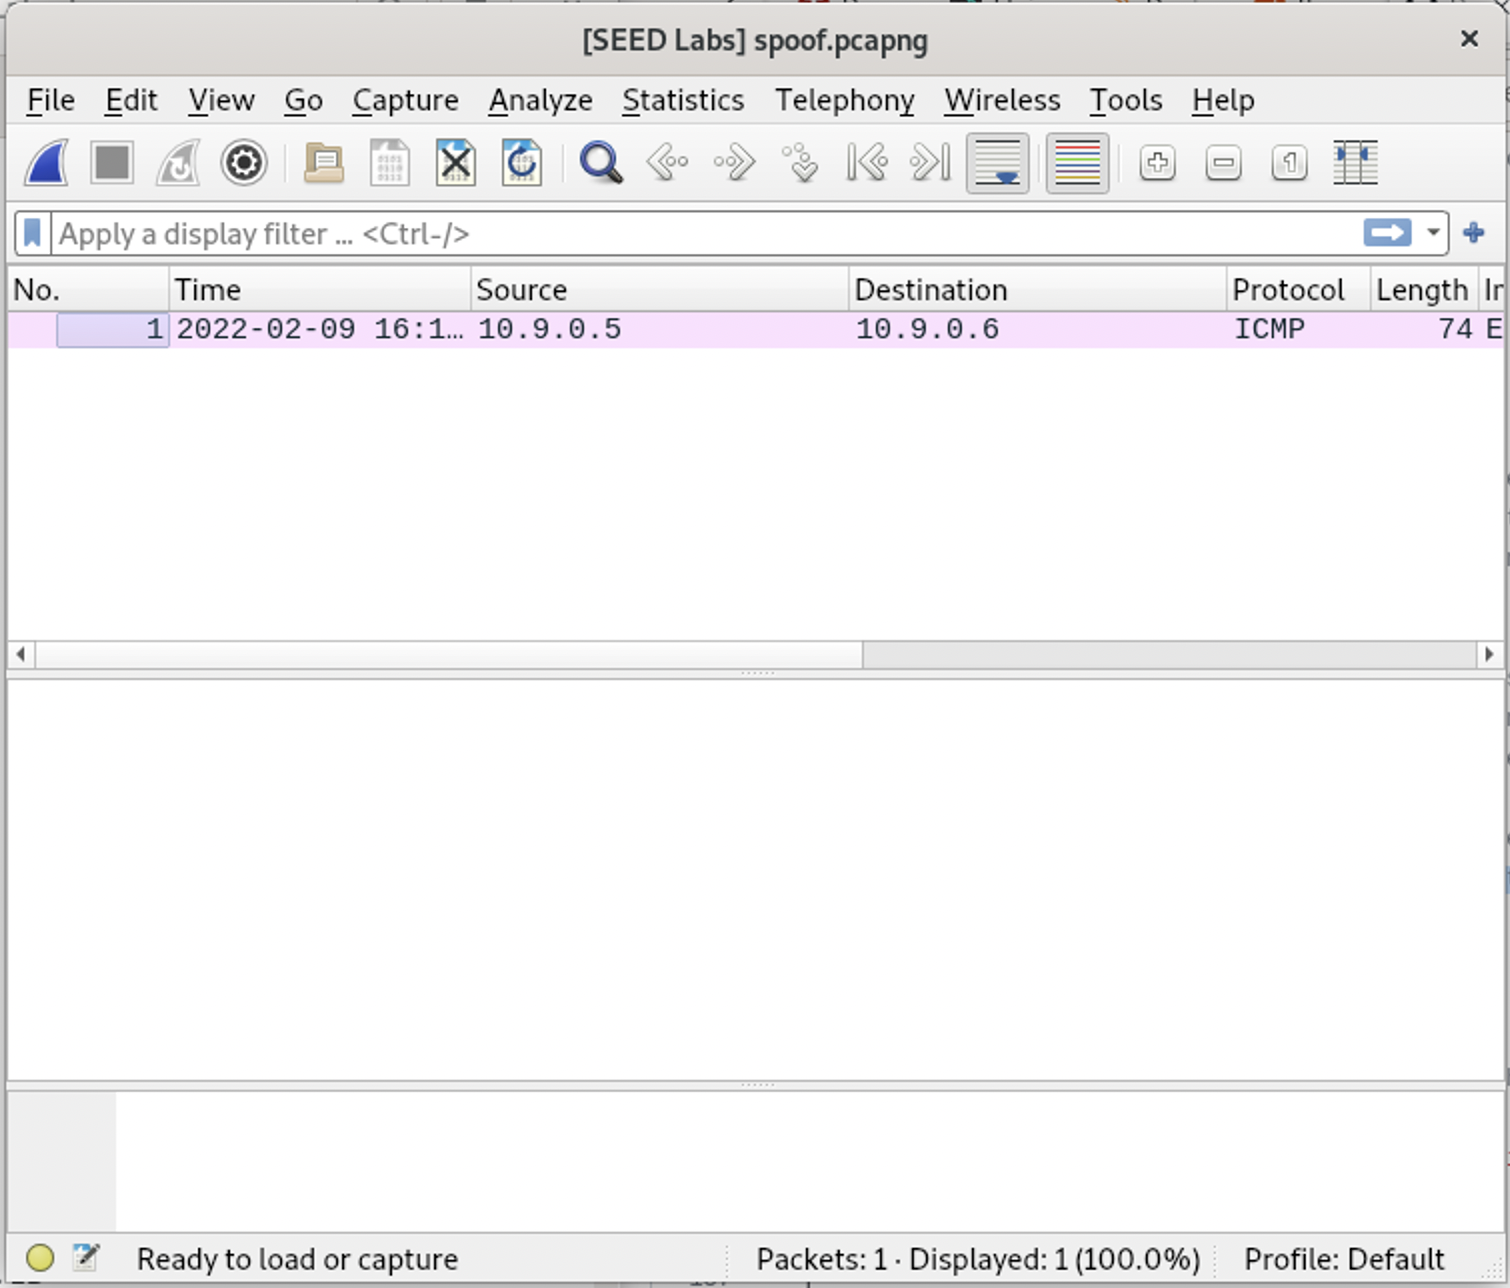 [SEED Labs] spoof.pcapng
File Edit View Go Capture Analyze Statistics Telephony Wireless Tools Help
Apply a display filter ... <Ctrl-/>
No. Time Source Destination Protocol Length
1 2022-02-09 16:1... 10.9.0.5 10.9.0.6 ICMP 74 E
Ready to load or capture Packets: 1 · Displayed: 1 (100.0%) Profile: Default